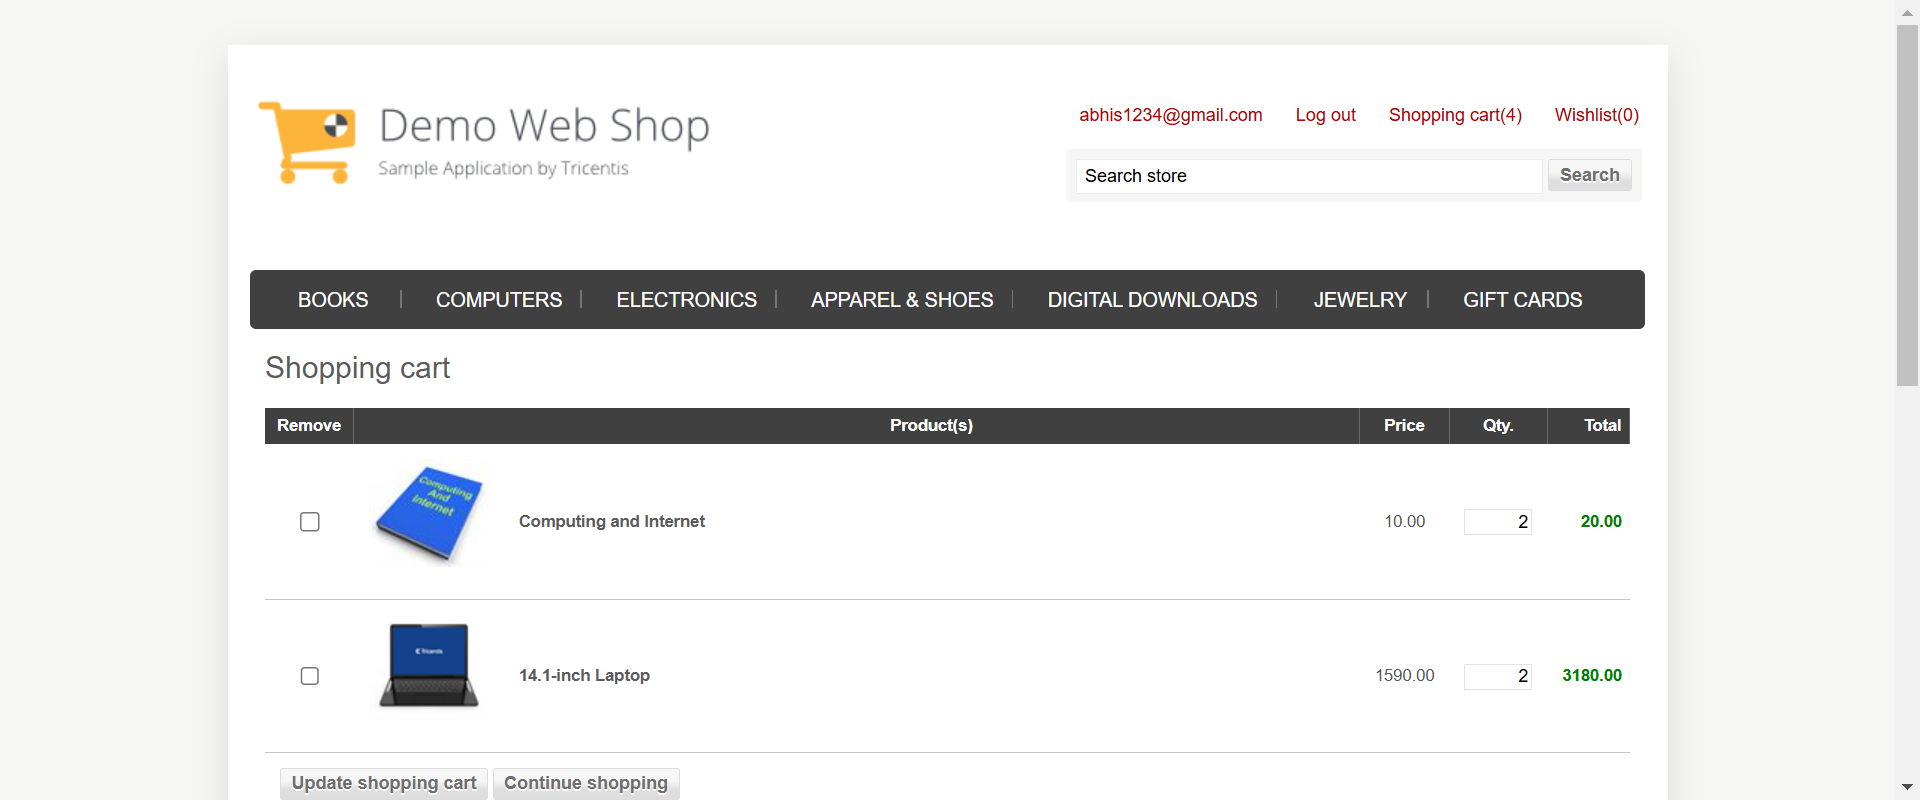 Demo Web Shop
Sample Application by Tricentis
abhis1234@gmail.com Log out Shopping cart(4) Wishlist(0)
Search store Search
BOOKS COMPUTERS ELECTRONICS APPAREL & SHOES DIGITAL DOWNLOADS JEWELRY GIFT CARDS
Shopping cart
Remove Product(s) Price Qty. Total
Computing
And
Internet
Computing and Internet 10.00 2 20.00
Tricentis
14.1-inch Laptop 1590.00 2 3180.00
Update shopping cart Continue shopping